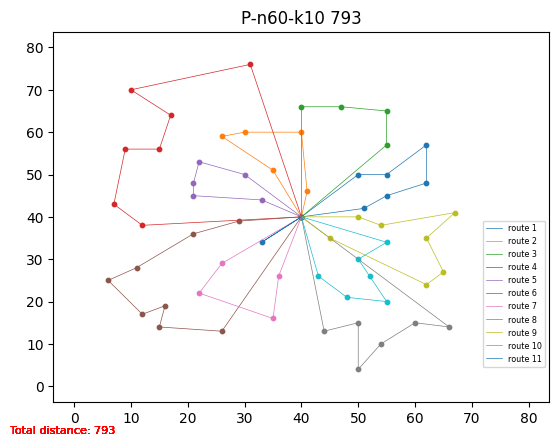 P-n60-k10 793
80
70
60
50
40
30
20
10
0
0 10 20 30 40 50 60 70 80
route 1
route 2
route 3
route 4
route 5
route 6
route 7
route 8
route 9
route 10
route 11
Total distance: 793